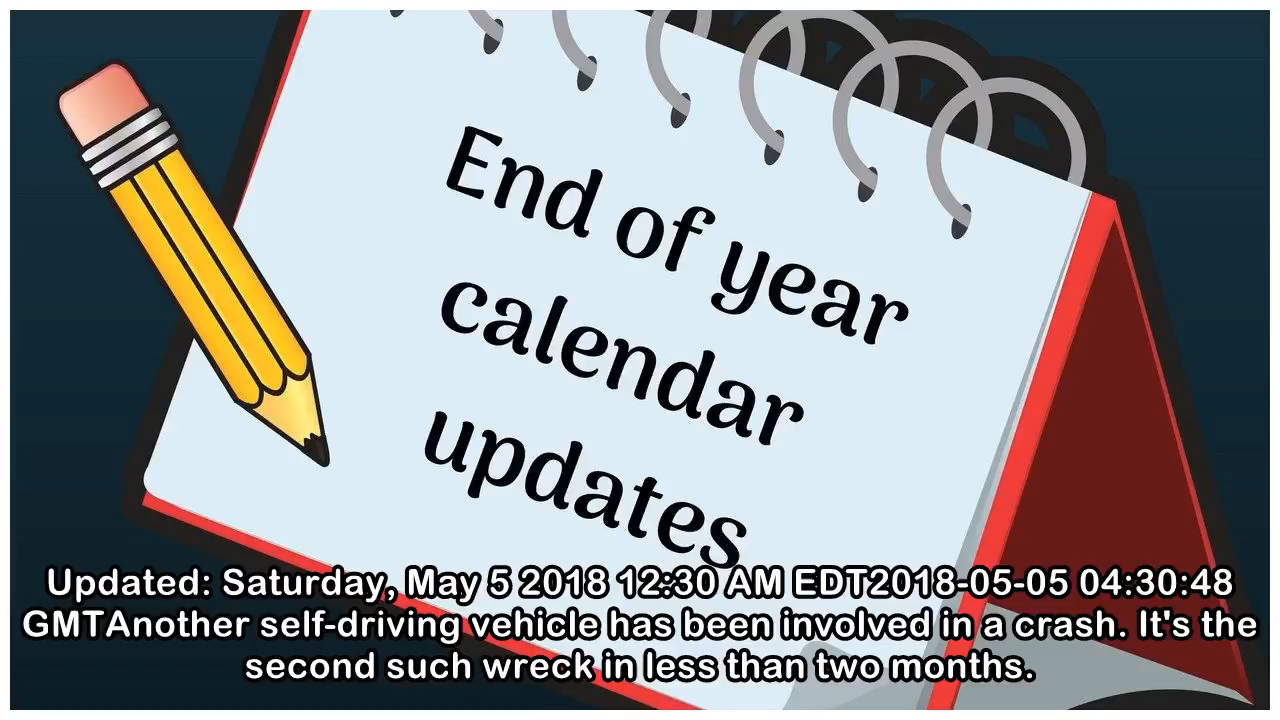 End of year
calendar
updates
Updated: Saturday, May 5 2018 12:30 AM EDT2018-05-05 04:30:48
GMTAnother self-driving vehicle has been involved in a crash. It's the
second such wreck in less than two months.